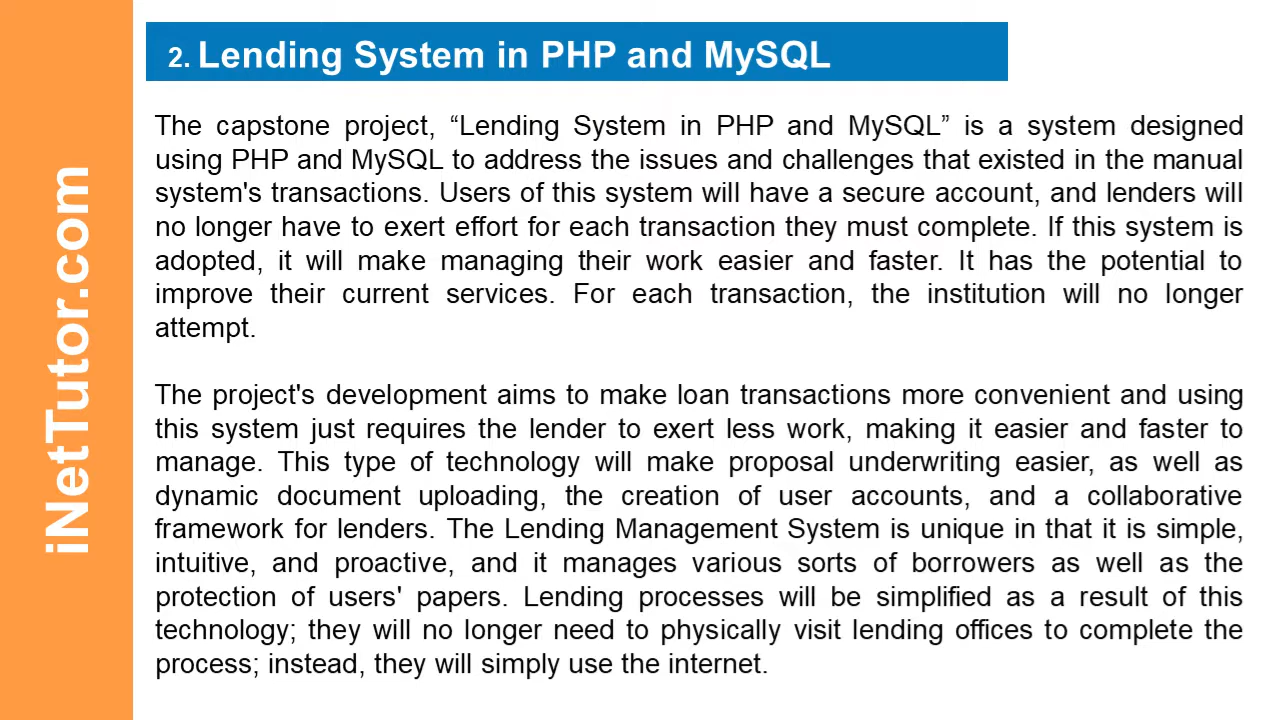 iNetTutor.com
2. Lending System in PHP and MySQL
The capstone project, “Lending System in PHP and MySQL” is a system designed
using PHP and MySQL to address the issues and challenges that existed in the manual
system's transactions. Users of this system will have a secure account, and lenders will
no longer have to exert effort for each transaction they must complete. If this system is
adopted, it will make managing their work easier and faster. It has the potential to
improve their current services. For each transaction, the institution will no longer
attempt.
The project's development aims to make loan transactions more convenient and using
this system just requires the lender to exert less work, making it easier and faster to
manage. This type of technology will make proposal underwriting easier, as well as
dynamic document uploading, the creation of user accounts, and a collaborative
framework for lenders. The Lending Management System is unique in that it is simple,
intuitive, and proactive, and it manages various sorts of borrowers as well as the
protection of users' papers. Lending processes will be simplified as a result of this
technology; they will no longer need to physically visit lending offices to complete the
process; instead, they will simply use the internet.